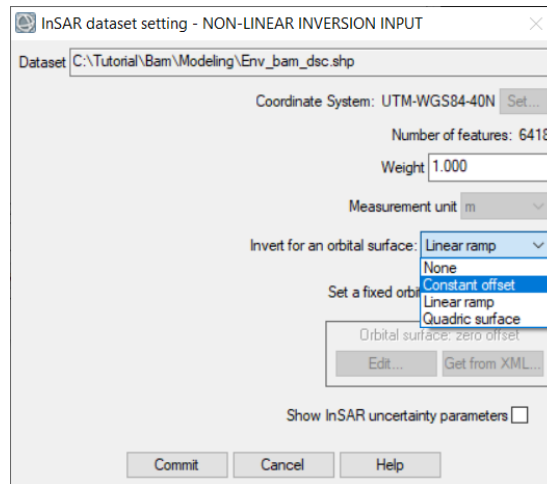 InSAR dataset setting - NON-LINEAR INVERSION INPUT
Dataset C:\Tutorial\Bam\Modeling\Env_bam_dsc.shp
Coordinate System: UTM-WGS84-40N Set...
Number of features: 6418
Weight 1.000
Measurement unit m
Invert for an orbital surface: Linear ramp
None
Constant offset
Set a fixed orbi
Linear ramp
Quadric surface
Orbital surface: zero offset
Edit... Get from XML...
Show InSAR uncertainty parameters
Commit Cancel Help